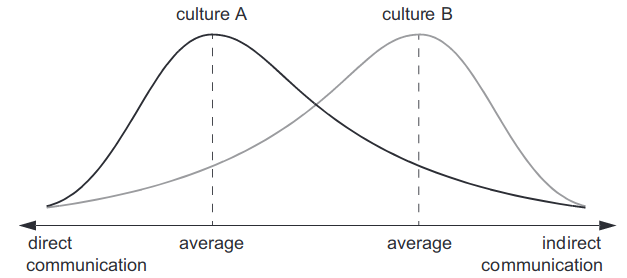 culture A
culture B
direct
communication
average
average
indirect
communication